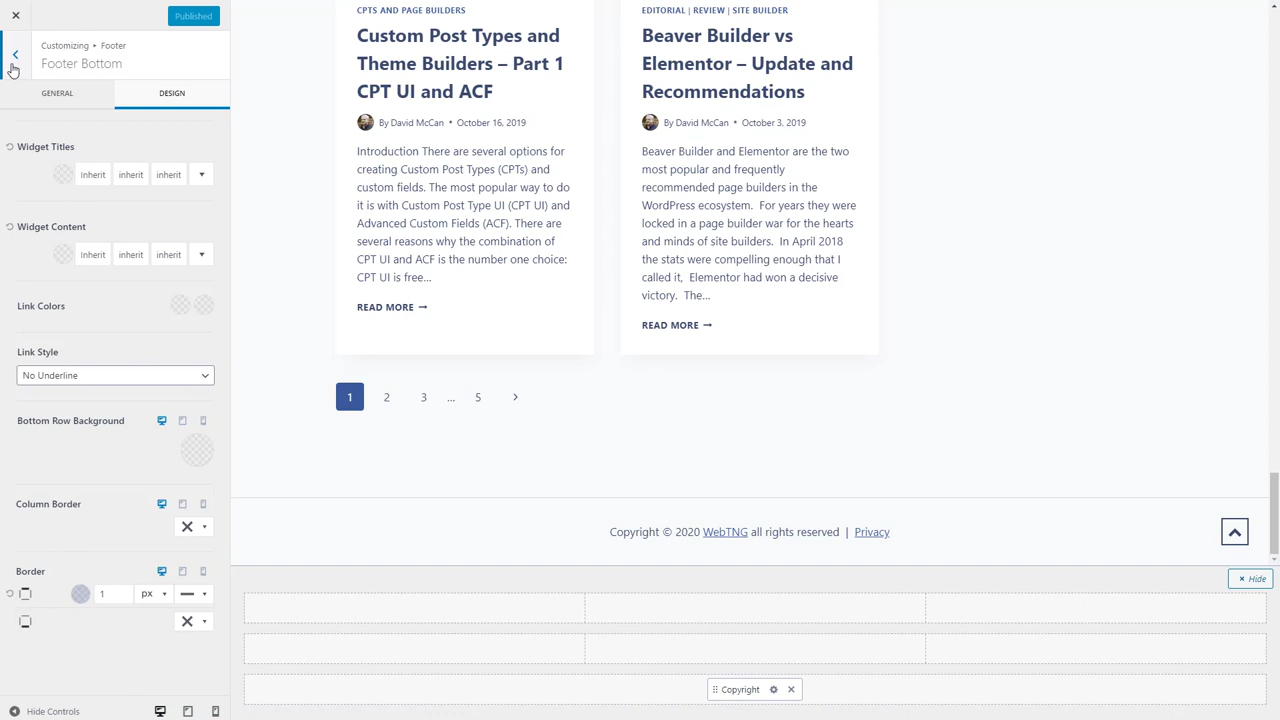 Published
Customizing ▸ Footer
Footer Bottom
GENERAL
DESIGN
Widget Titles
Inherit
inherit
inherit
Widget Content
Inherit
inherit
inherit
Link Colors
Link Style
No Underline
Bottom Row Background
Column Border
Border
1
px
Hide Controls
CPTS AND PAGE BUILDERS
Custom Post Types and
Theme Builders – Part 1
CPT UI and ACF
By David McCan • October 16, 2019
Introduction There are several options for
creating Custom Post Types (CPTs) and
custom fields. The most popular way to do
it is with Custom Post Type UI (CPT UI) and
Advanced Custom Fields (ACF). There are
several reasons why the combination of
CPT UI and ACF is the number one choice:
CPT UI is free...
READ MORE →
EDITORIAL | REVIEW | SITE BUILDER
Beaver Builder vs
Elementor – Update and
Recommendations
By David McCan • October 3, 2019
Beaver Builder and Elementor are the two
most popular and frequently
recommended page builders in the
WordPress ecosystem.  For years they were
locked in a page builder war for the hearts
and minds of site builders.  In April 2018
the stats were compelling enough that I
called it,  Elementor had won a decisive
victory.  The...
READ MORE →
1 2 3 ... 5 >
Copyright © 2020 WebTNG all rights reserved | Privacy
× Hide
Copyright